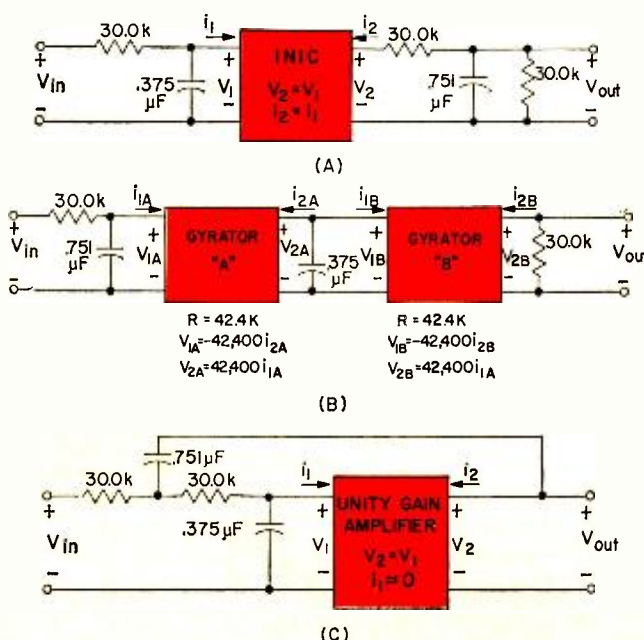 30.0k i₁ i₂ 30.0k
+ + INIC + +
Vin .375 μF V₁ V₂=V₁ i₂=i₁ V₂ .751 μF 30.0k Vout
- - - -
(A)
30.0k i₁A i₂A i₁B i₂B
+ + + + + +
Vin .751 μF V₁A GYRATOR "A" V₂A .375 μF V₁B GYRATOR "B" V₂B 30.0k Vout
- - - - - -
R = 42.4K R = 42.4K
V₁A=-42,400i₂A V₁B=-42,400i₂B
V₂A=42,400i₁A V₂B=42,400i₁A
(B)
.751μF
30.0k 30.0k i₁ i₂
+ + UNITY GAIN + +
Vin .375μF V₁ AMPLIFIER V₂ Vout
V₂=V₁
i₁≈0
- - - -
(C)